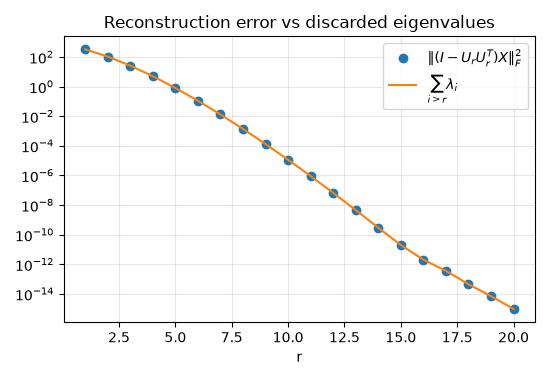 Reconstruction error vs discarded eigenvalues
‖(I − U_r U_r^T)X‖_F^2
∑_{i>r} λ_i
10^2
10^0
10^−2
10^−4
10^−6
10^−8
10^−10
10^−12
10^−14
2.5 5.0 7.5 10.0 12.5 15.0 17.5 20.0
r